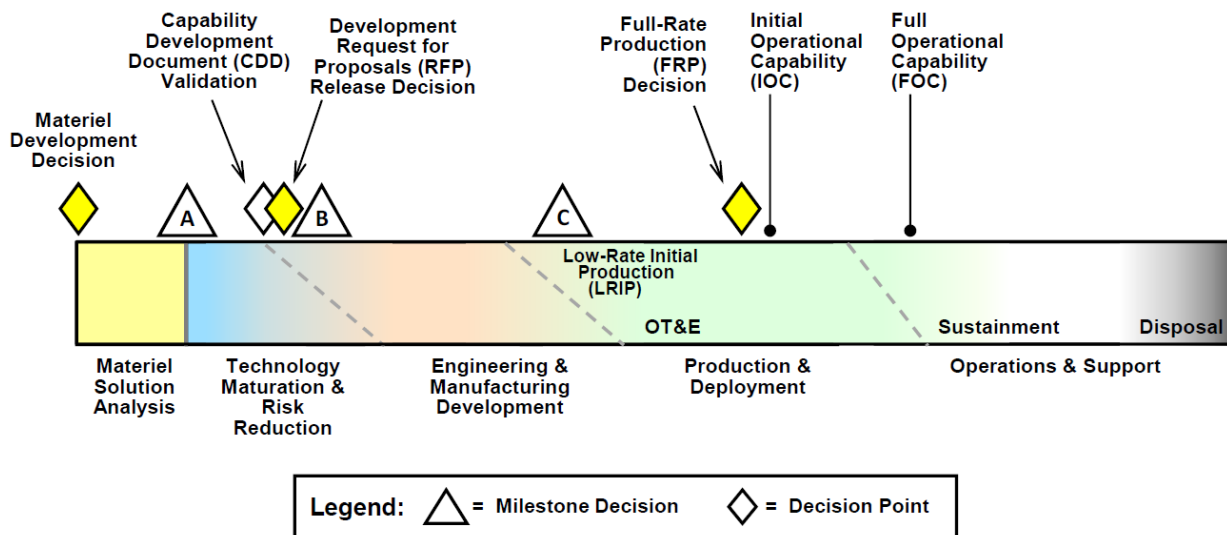 Capability
Development
Document (CDD)
Validation
Development
Request for
Proposals (RFP)
Release Decision
Full-Rate
Production
(FRP)
Decision
Initial
Operational
Capability
(IOC)
Full
Operational
Capability
(FOC)
Materiel
Development
Decision
A
B
C
Low-Rate Initial
Production
(LRIP)
OT&E
Sustainment
Disposal
Materiel
Solution
Analysis
Technology
Maturation &
Risk
Reduction
Engineering &
Manufacturing
Development
Production &
Deployment
Operations & Support
Legend: = Milestone Decision = Decision Point